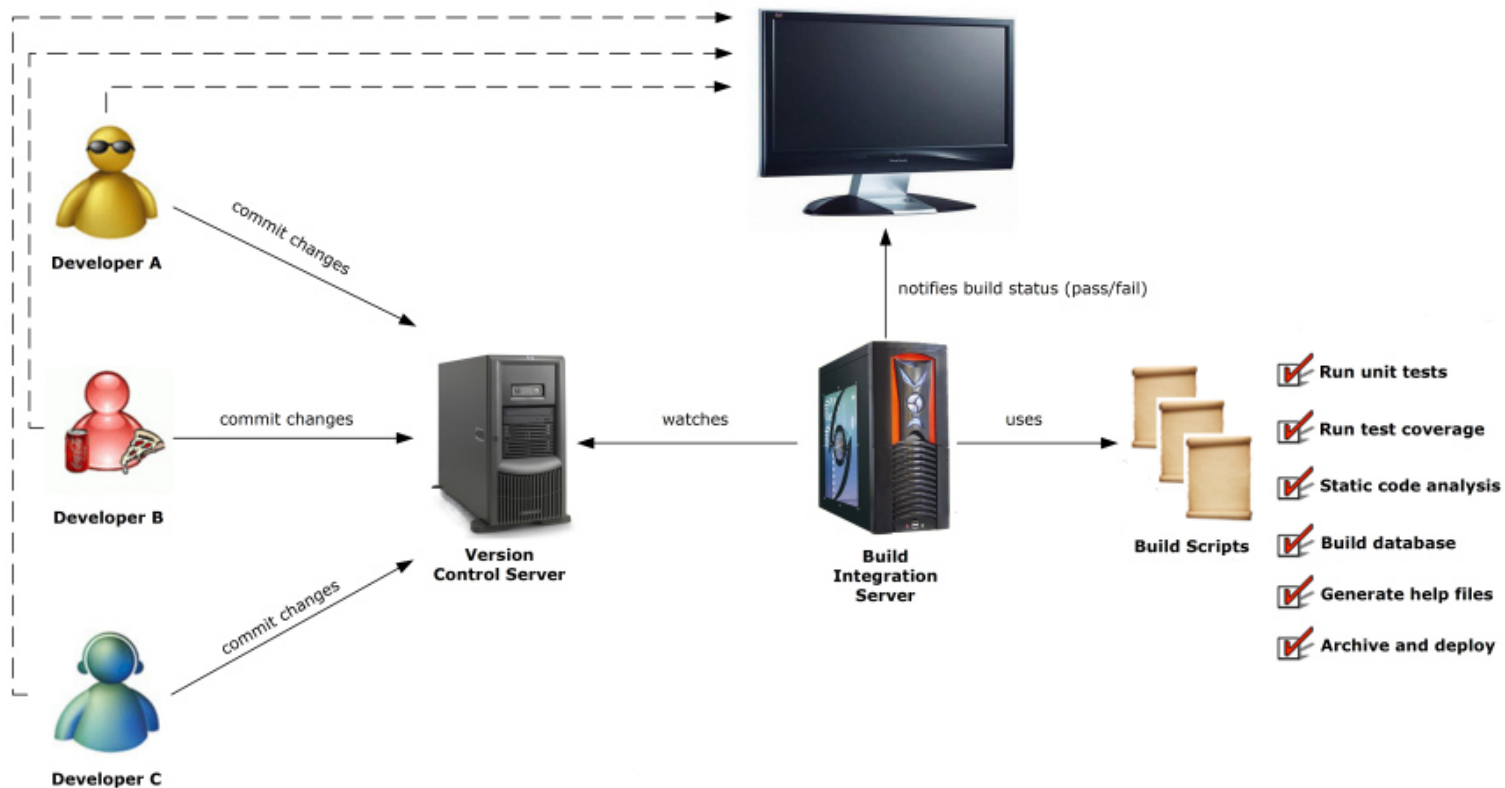 commit changes
Developer A
notifies build status (pass/fail)
commit changes
watches
uses
Run unit tests
Run test coverage
Static code analysis
Build database
Generate help files
Archive and deploy
Developer B
Version
Control Server
Build
Integration
Server
Build Scripts
commit changes
Developer C